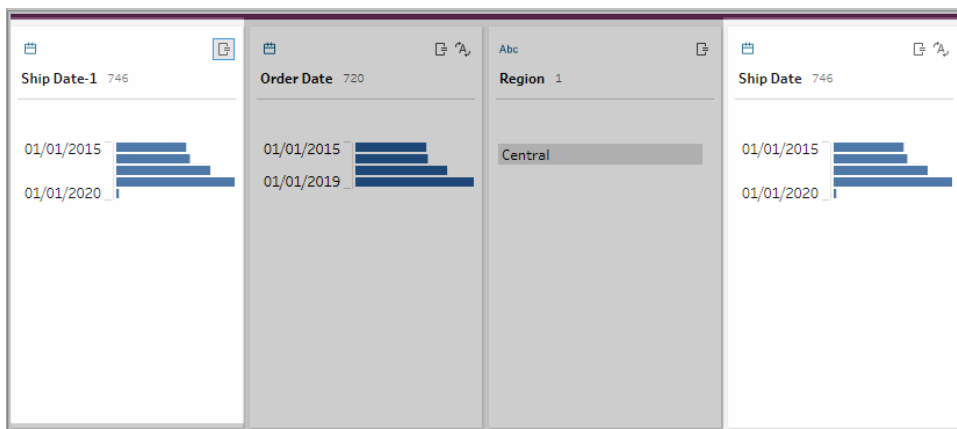 Ship Date-1 746
01/01/2015
01/01/2020
Order Date 720
01/01/2015
01/01/2019
Abc
Region 1
Central
Ship Date 746
01/01/2015
01/01/2020